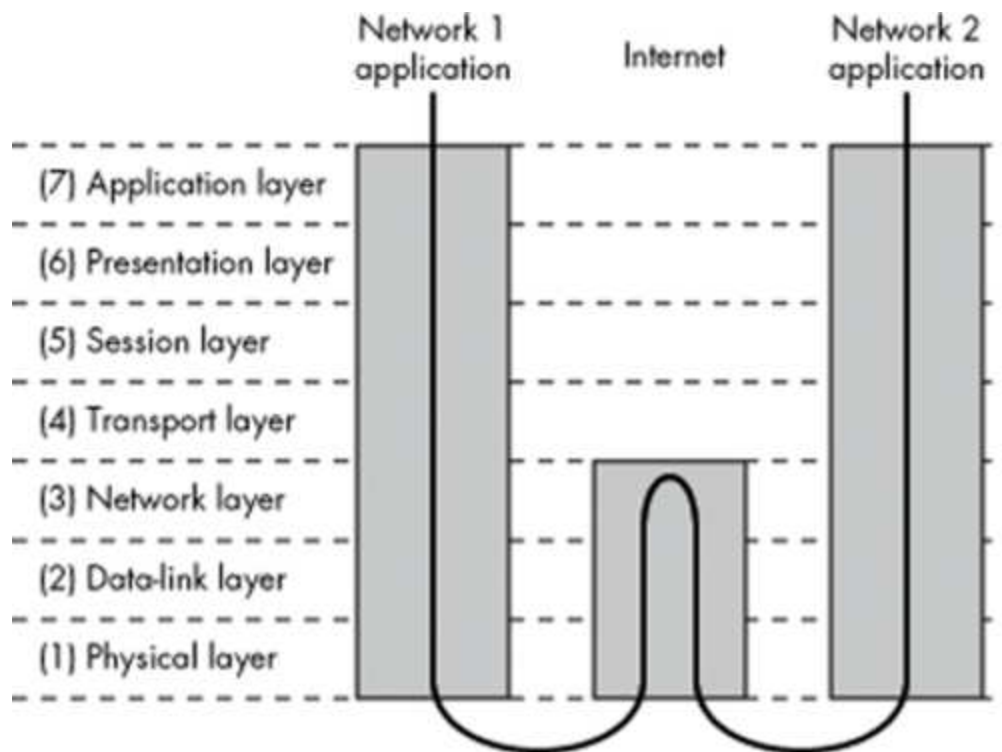 Network 1
application
Internet
Network 2
application
(7) Application layer
(6) Presentation layer
(5) Session layer
(4) Transport layer
(3) Network layer
(2) Data-link layer
(1) Physical layer